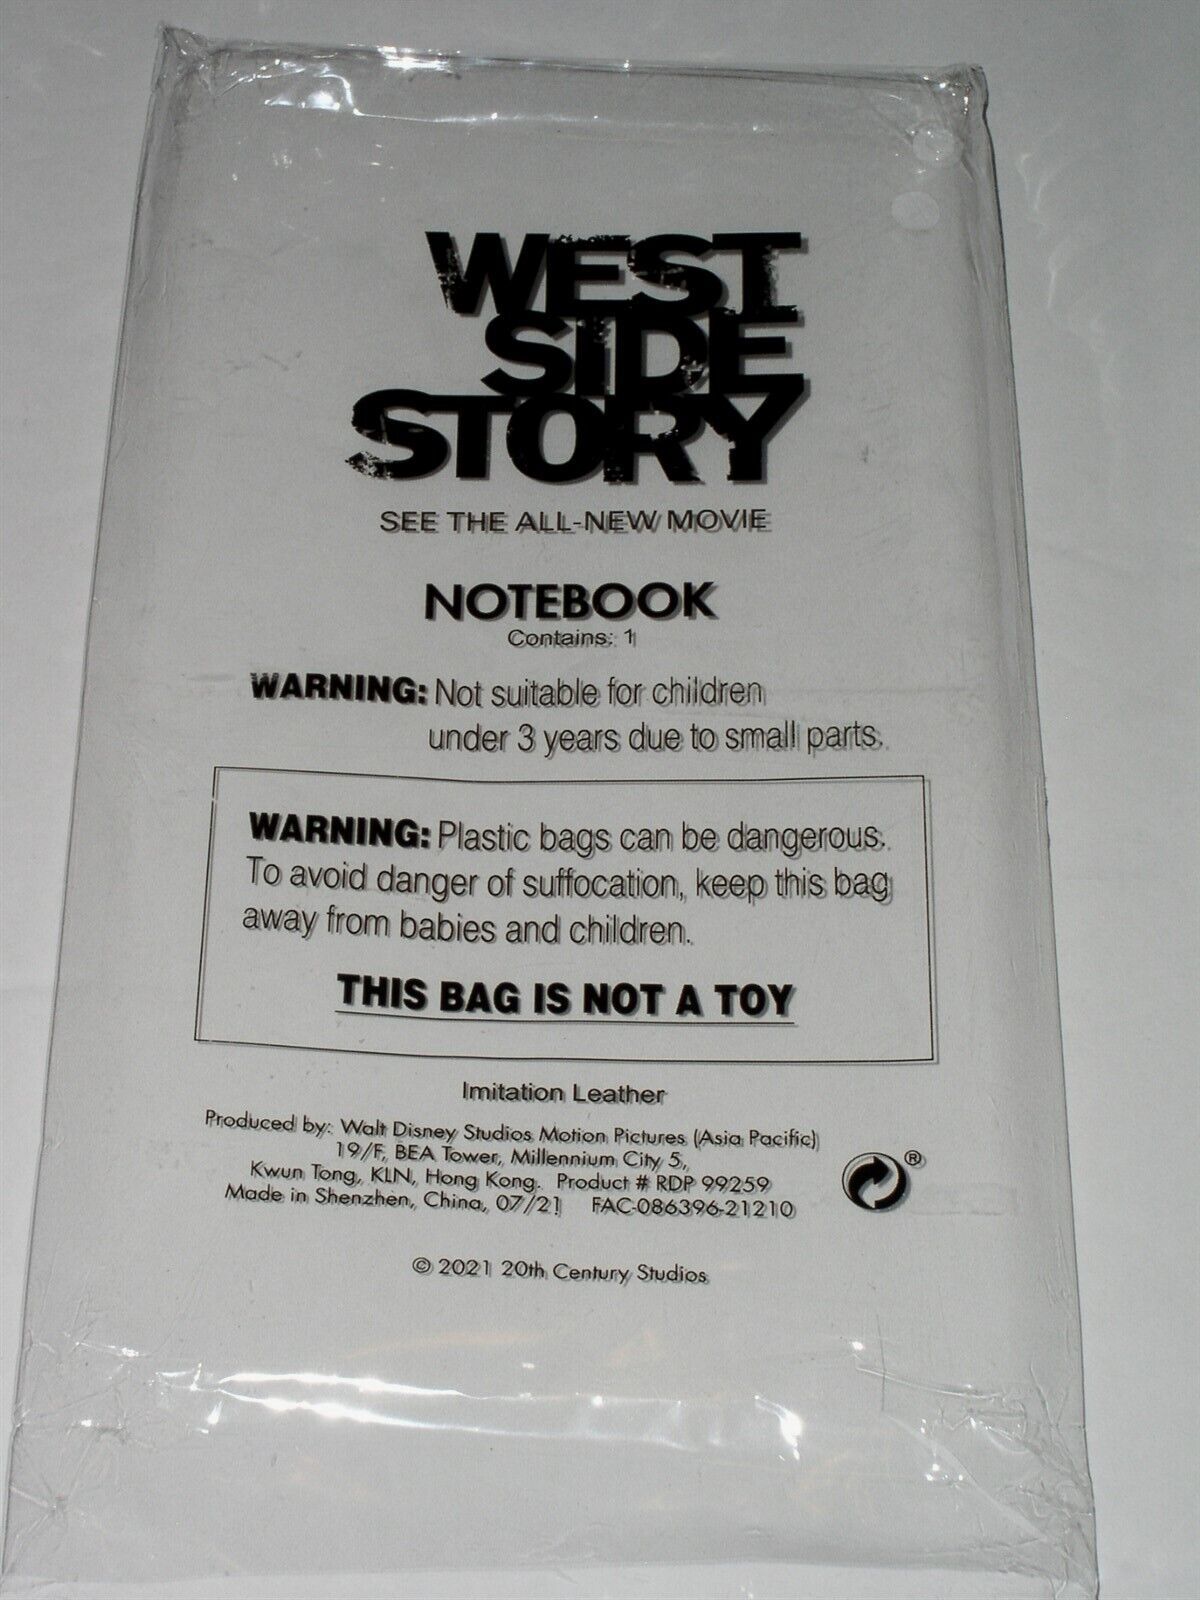 WEST
SIDE
STORY
SEE THE ALL-NEW MOVIE
NOTEBOOK
Contains: 1
WARNING: Not suitable for children
under 3 years due to small parts.
WARNING: Plastic bags can be dangerous.
To avoid danger of suffocation, keep this bag
away from babies and children.
THIS BAG IS NOT A TOY
Imitation Leather
Produced by: Walt Disney Studios Motion Pictures (Asia Pacific)
19/F, BEA Tower, Millennium City 5,
Kwun Tong, KLN, Hong Kong. Product # RDP 99259
Made in Shenzhen, China, 07/21 FAC-086396-21210
®
© 2021 20th Century Studios